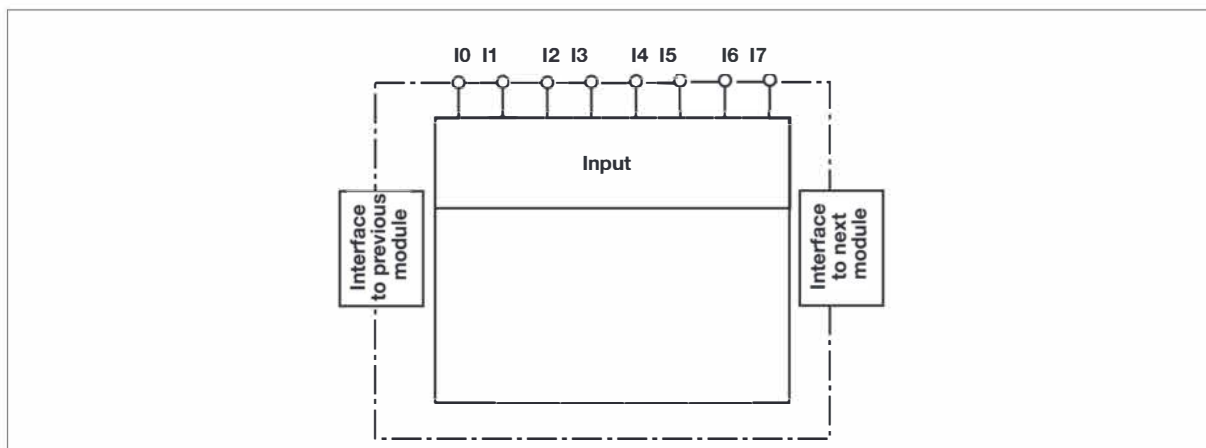 I0 I1 I2 I3 I4 I5 I6 I7
Input
Interface
to previous
module
Interface
to next
module